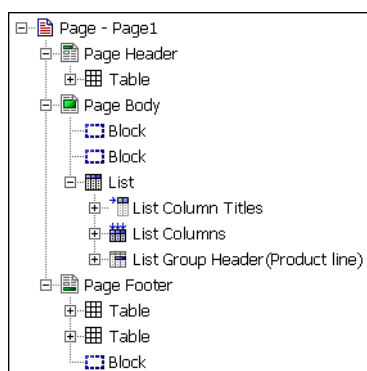 Page - Page1
Page Header
Table
Page Body
Block
Block
List
List Column Titles
List Columns
List Group Header(Product line)
Page Footer
Table
Table
Block